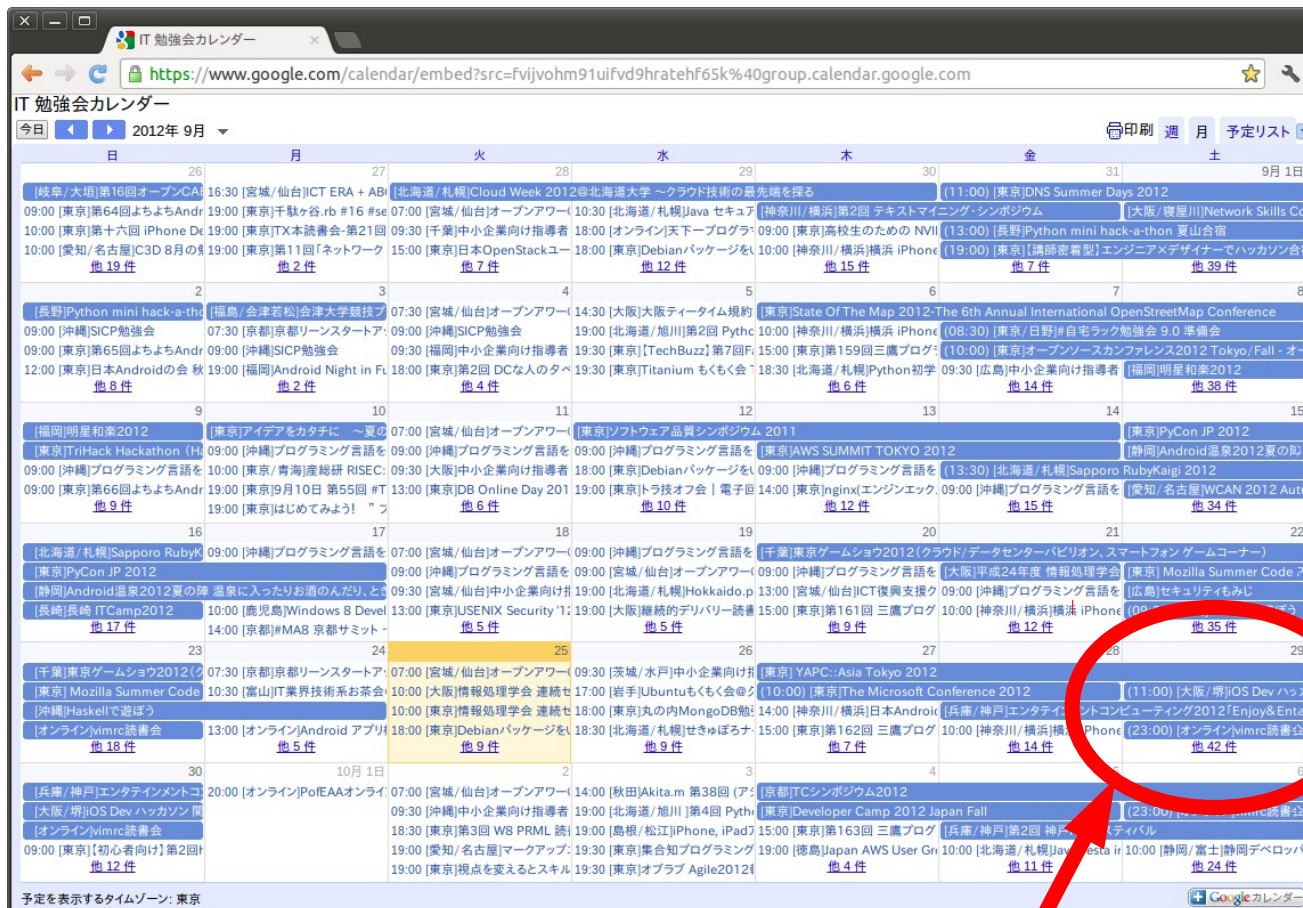 IT 勉強会カレンダー
https://www.google.com/calendar/embed?src=fvijvohm91uifvd9hratehf65k%40group.calendar.google.com
IT 勉強会カレンダー
今日 2012年 9月 印刷 週 月 予定リスト
日 月 火 水 木 金 土
26 27 28 29 30 31 9月 1日
[岐阜/大垣]第16回オープンCA 16:30 [宮城/仙台]ICT ERA + AB [北海道/札幌]Cloud Week 2012@北海道大学 ~クラウド技術の最先端を探る (11:00) [東京]DNS Summer Days 2012
09:00 [東京]第64回よちよちAndr 19:00 [東京]千駄ヶ谷.rb #16 #se 07:00 [宮城/仙台]オープンアワー 10:30 [北海道/札幌]Java セキュア [神奈川/横浜]第2回 テキストマイニング・シンポジウム [大阪/寝屋川]Network Skills Co
10:00 [東京]第十六回 iPhone De 19:00 [東京]TX本読書会-第21回 09:30 [千葉]中小企業向け指導者 18:00 [オンライン]天下一プログラ 09:00 [東京]高校生のための NVI (13:00) [長野]Python mini hack-a-thon 夏山合宿
10:00 [愛知/名古屋]C3D 8月の 19:00 [東京]第11回「ネットワーク 15:00 [東京]日本OpenStackユー 18:00 [東京]Debianパッケージを 10:00 [神奈川/横浜]横浜 iPhone (19:00) [東京]【講師密着型】エンジニア×デザイナーでハッカソン合
他 19 件 他 2 件 他 7 件 他 12 件 他 15 件 他 7 件 他 39 件
2 3 4 5 6 7 8
[長野]Python mini hack-a-tho [福島/会津若松]会津大学競技プ 07:00 [宮城/仙台]オープンアワー 14:30 [大阪]大阪ティータイム規約 [東京]State Of The Map 2012-The 6th Annual International OpenStreetMap Conference
09:00 [沖縄]SICP勉強会 07:30 [京都]京都リーンスタートア 09:00 [沖縄]SICP勉強会 19:00 [北海道/旭川]第2回 Pytho 10:00 [神奈川/横浜]横浜 iPhone (08:30) [東京/日野]#自宅ラック勉強会 9.0 準備会
09:00 [東京]第65回よちよちAndr 09:00 [沖縄]SICP勉強会 09:30 [福岡]中小企業向け指導者 19:30 [東京]【TechBuzz】第7回F 15:00 [東京]第159回三鷹プログラ (10:00) [東京]オープンソースカンファレンス2012 Tokyo/Fall - オー
12:00 [東京]日本Androidの会 秋 19:00 [福岡]Android Night in Fu 18:00 [東京]第2回 DCな人のタベ 19:30 [東京]Titanium もくもく会 18:30 [北海道/札幌]Python初学 09:30 [広島]中小企業向け指導者 [福岡]明星和楽2012
他 8 件 他 2 件 他 4 件 他 6 件 他 14 件 他 38 件
9 10 11 12 13 14 15
[福岡]明星和楽2012 [東京]アイデアをカタチに ~夏の 07:00 [宮城/仙台]オープンアワー [東京]ソフトウェア品質シンポジウム 2011 [東京]PyCon JP 2012
[東京]TriHack Hackathon (Ha 09:00 [沖縄]プログラミング言語を 09:00 [沖縄]プログラミング言語を 09:00 [沖縄]プログラミング言語を [東京]AWS SUMMIT TOKYO 2012 [静岡]Android温泉2012夏の陣
09:00 [沖縄]プログラミング言語を 10:00 [東京/青海]産総研 RISEC: 09:30 [大阪]中小企業向け指導者 18:00 [東京]Debianパッケージを 09:00 [沖縄]プログラミング言語を (13:30) [北海道/札幌]Sapporo RubyKaigi 2012
09:00 [東京]第66回よちよちAndr 19:00 [東京]9月10日 第55回 #T 13:00 [東京]DB Online Day 201 19:00 [東京]トラ技オフ会|電子回 14:00 [東京]nginx(エンジンエック 09:00 [沖縄]プログラミング言語を [愛知/名古屋]WCAN 2012 Aut
他 9 件 19:00 [東京]はじめてみよう! ”プ 他 6 件 他 10 件 他 12 件 他 15 件 他 34 件
16 17 18 19 20 21 22
[北海道/札幌]Sapporo RubyK 09:00 [沖縄]プログラミング言語を 07:00 [宮城/仙台]オープンアワー 09:00 [沖縄]プログラミング言語を [千葉]東京ゲームショウ2012(クラウド/データセンターパビリオン、スマートフォン ゲームコーナー)
[東京]PyCon JP 2012 09:00 [沖縄]プログラミング言語を 09:00 [宮城/仙台]オープンアワー 09:00 [沖縄]プログラミング言語を [大阪]平成24年度 情報処理学会 [東京] Mozilla Summer Code
[静岡]Android温泉2012夏の陣 温泉に入ったりお酒のんだり、とき 09:30 [宮城/仙台]中小企業向け 19:00 [北海道/札幌]Hokkaido.p 13:00 [宮城/仙台]ICT復興支援ク 09:00 [沖縄]プログラミング言語を [広島]セキュリティもみじ
[長崎]長崎 ITCamp2012 10:00 [鹿児島]Windows 8 Devel 13:00 [東京]USENIX Security '12 19:00 [大阪]継続的デリバリー読書 15:00 [東京]第161回 三鷹プログ 10:00 [神奈川/横浜]横浜 iPhone
他 17 件 14:00 [京都]#MA8 京都サミット - 他 5 件 他 5 件 他 9 件 他 12 件 他 35 件
23 24 25 26 27 28 29
[千葉]東京ゲームショウ2012(ク 07:30 [京都]京都リーンスタートア 07:00 [宮城/仙台]オープンアワー 09:30 [茨城/水戸]中小企業向け [東京] YAPC::Asia Tokyo 2012
[東京] Mozilla Summer Code 10:30 [富山]IT業界技術系お茶会 10:00 [大阪]情報処理学会 連続セ 17:00 [岩手]Ubuntuもくもく会@ (10:00) [東京]The Microsoft Conference 2012 (11:00) [大阪/堺]iOS Dev ハッ
[沖縄]Haskellで遊ぼう 10:00 [東京]情報処理学会 連続セ 18:00 [東京]丸の内MongoDB勉 14:00 [神奈川/横浜]日本Androi [兵庫/神戸]エンタテインメントコンピューティング2012「Enjoy&Enta
[オンライン]vimrc読書会 13:00 [オンライン]Android アプリ 18:00 [東京]Debianパッケージを 18:30 [北海道/札幌]せきゅぽろナ 15:00 [東京]第162回 三鷹プログ 10:00 [神奈川/横浜] Phone (23:00) [オンライン]vimrc読書会
他 18 件 他 5 件 他 9 件 他 9 件 他 7 件 他 14 件 他 42 件
30 10月 1日 2 3 4 5 6
[兵庫/神戸]エンタテインメントコ 20:00 [オンライン]PofEAAオンライ 07:00 [宮城/仙台]オープンアワー 14:00 [秋田]Akita.m 第38回 (ア [京都]TCシンポジウム2012
[大阪/堺]iOS Dev ハッカソン 関 09:30 [沖縄]中小企業向け指導者 19:00 [北海道/旭川 ]第4回 Pyth [東京]Developer Camp 2012 Japan Fall (23:00) vimrc読書会
[オンライン]vimrc読書会 18:30 [東京]第3回 W8 PRML 読 19:00 [島根/松江]iPhone, iPad 15:00 [東京]第163回 三鷹プログ [兵庫/神戸]第2回 神戸 スティバル
09:00 [東京]【初心者向け】第2回 19:00 [愛知/名古屋]マークアップ 19:30 [東京]集合知プログラミング 19:00 [徳島]Japan AWS User Gr 10:00 [北海道/札幌]Jav esta in 10:00 [静岡/富士]静岡デベロッパ
他 12 件 19:00 [東京]視点を変えるとスキル 19:30 [東京]オブラブ Agile2012 他 4 件 他 11 件 他 24 件
予定を表示するタイムゾーン: 東京 Googleカレンダー